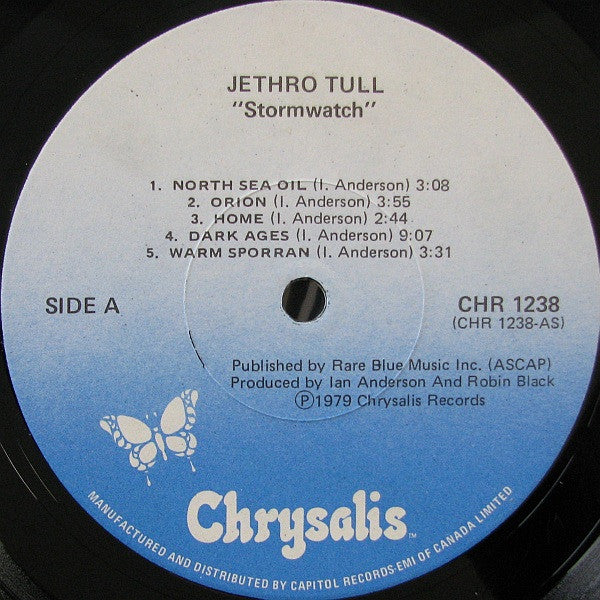 JETHRO TULL
"Stormwatch"
1. NORTH SEA OIL (I. Anderson) 3:08
2. ORION (I. Anderson) 3:55
3. HOME (I. Anderson) 2:44
4. DARK AGES (I. Anderson) 9:07
5. WARM SPORRAN (I. Anderson) 3:31
SIDE A
CHR 1238
(CHR 1238-AS)
Published by Rare Blue Music Inc. (ASCAP)
Produced by Ian Anderson And Robin Black
Ⓟ1979 Chrysalis Records
Chrysalis™
MANUFACTURED AND DISTRIBUTED BY CAPITOL RECORDS-EMI OF CANADA LIMITED